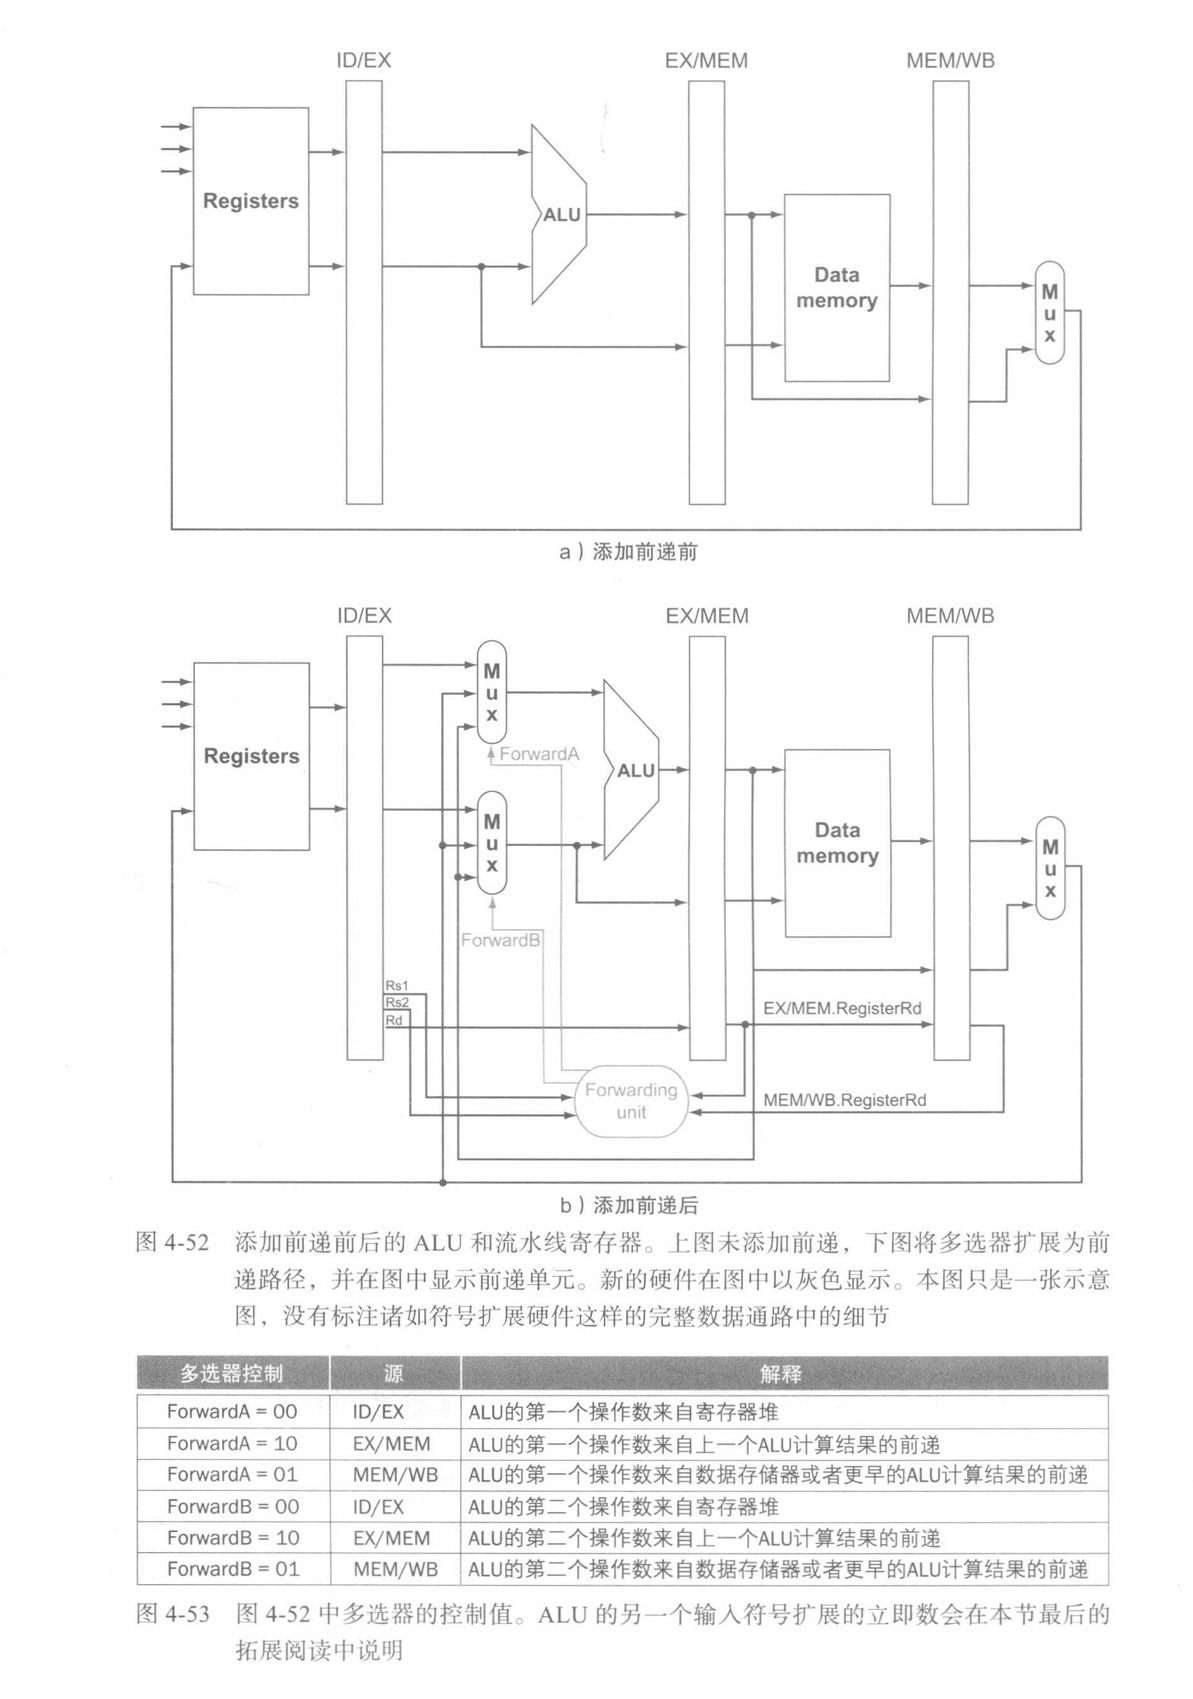 ID/EX EX/MEM MEM/WB
Registers
ALU
Data
memory
M
u
x
a）添加前递前
ID/EX EX/MEM MEM/WB
M
u
x
Registers
ForwardA
ALU
M
u
x
Data
memory
M
u
x
ForwardB
Rs1
Rs2
Rd
EX/MEM.RegisterRd
Forwarding
unit
MEM/WB.RegisterRd
b）添加前递后
图 4-52 添加前递前后的 ALU 和流水线寄存器。上图未添加前递，下图将多选器扩展为前
递路径，并在图中显示前递单元。新的硬件在图中以灰色显示。本图只是一张示意
图，没有标注诸如符号扩展硬件这样的完整数据通路中的细节
多选器控制 源 解释
ForwardA = 00 ID/EX ALU的第一个操作数来自寄存器堆
ForwardA = 10 EX/MEM ALU的第一个操作数来自上一个ALU计算结果的前递
ForwardA = 01 MEM/WB ALU的第一个操作数来自数据存储器或者更早的ALU计算结果的前递
ForwardB = 00 ID/EX ALU的第二个操作数来自寄存器堆
ForwardB = 10 EX/MEM ALU的第二个操作数来自上一个ALU计算结果的前递
ForwardB = 01 MEM/WB ALU的第二个操作数来自数据存储器或者更早的ALU计算结果的前递
图 4-53 图 4-52 中多选器的控制值。ALU 的另一个输入符号扩展的立即数会在本节最后的
拓展阅读中说明